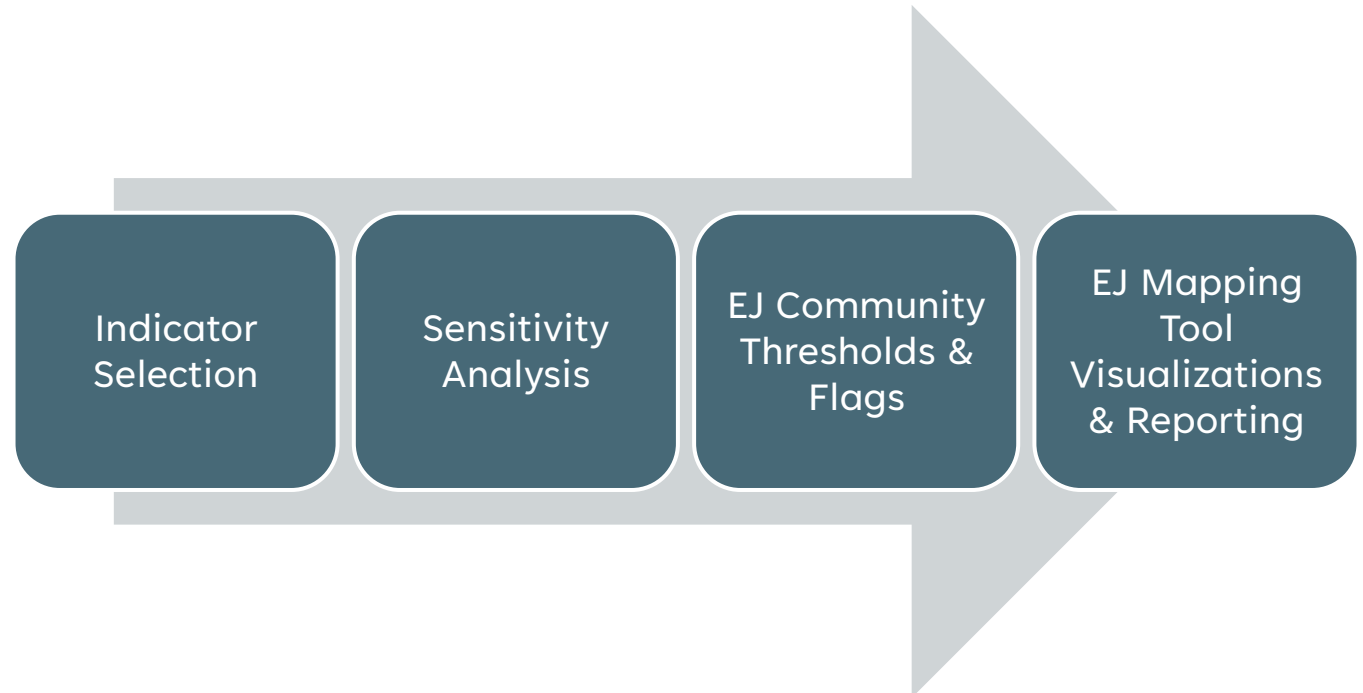 Indicator
Selection
Sensitivity
Analysis
EJ Community
Thresholds &
Flags
EJ Mapping
Tool
Visualizations
& Reporting